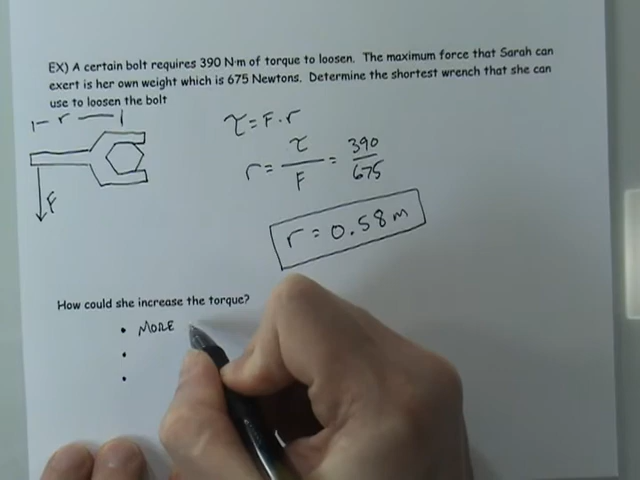 EX) A certain bolt requires 390 N·m of torque to loosen. The maximum force that Sarah can
exert is her own weight which is 675 Newtons. Determine the shortest wrench that she can
use to loosen the bolt
r
F
τ = F · r
r = τ/F = 390/675
r = 0.58 m
How could she increase the torque?
• MORE
•
•